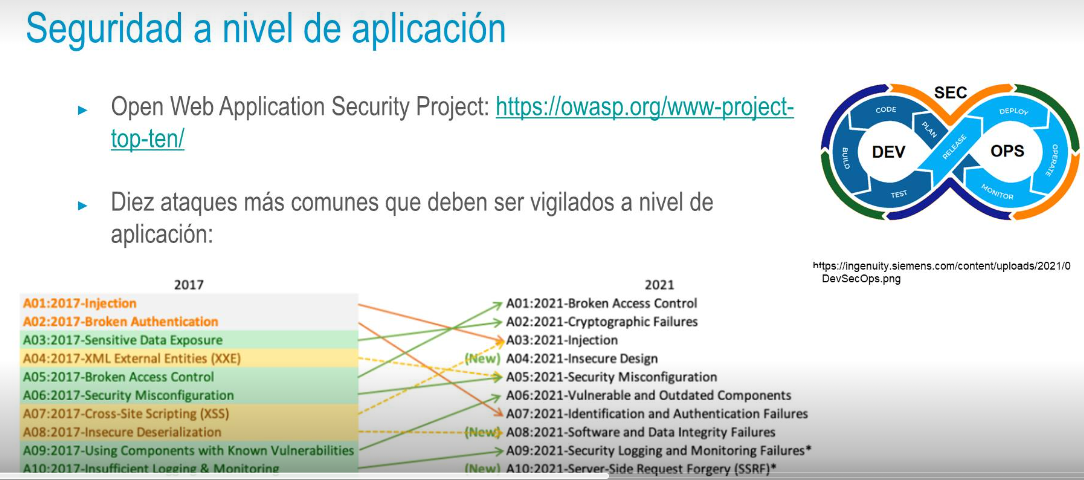 Seguridad a nivel de aplicación
► Open Web Application Security Project: https://owasp.org/www-project-
top-ten/
► Diez ataques más comunes que deben ser vigilados a nivel de
aplicación:
SEC
DEV
OPS
CODE
PLAN
BUILD
TEST
RELEASE
DEPLOY
OPERATE
MONITOR
https://ingenuity.siemens.com/content/uploads/2021/0
DevSecOps.png
2017
A01:2017-Injection
A02:2017-Broken Authentication
A03:2017-Sensitive Data Exposure
A04:2017-XML External Entities (XXE)
A05:2017-Broken Access Control
A06:2017-Security Misconfiguration
A07:2017-Cross-Site Scripting (XSS)
A08:2017-Insecure Deserialization
A09:2017-Using Components with Known Vulnerabilities
A10:2017-Insufficient Logging & Monitoring
2021
A01:2021-Broken Access Control
A02:2021-Cryptographic Failures
A03:2021-Injection
(New) A04:2021-Insecure Design
A05:2021-Security Misconfiguration
A06:2021-Vulnerable and Outdated Components
A07:2021-Identification and Authentication Failures
(New) A08:2021-Software and Data Integrity Failures
A09:2021-Security Logging and Monitoring Failures*
(New) A10:2021-Server-Side Request Forgery (SSRF)*